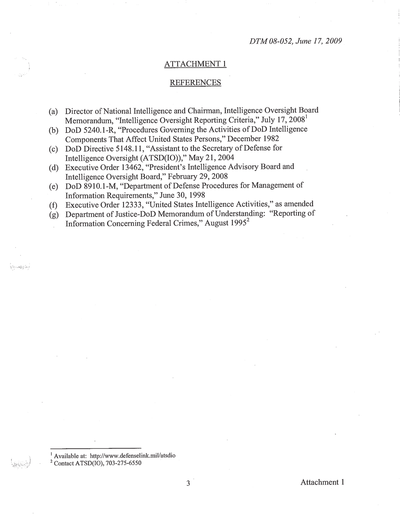 DTM 08-052, June 17, 2009
ATTACHMENT 1
REFERENCES
(a) Director of National Intelligence and Chairman, Intelligence Oversight Board
Memorandum, “Intelligence Oversight Reporting Criteria,” July 17, 2008¹
(b) DoD 5240.1-R, “Procedures Governing the Activities of DoD Intelligence
Components That Affect United States Persons,” December 1982
(c) DoD Directive 5148.11, “Assistant to the Secretary of Defense for
Intelligence Oversight (ATSD(IO)),” May 21, 2004
(d) Executive Order 13462, “President’s Intelligence Advisory Board and
Intelligence Oversight Board,” February 29, 2008
(e) DoD 8910.1-M, “Department of Defense Procedures for Management of
Information Requirements,” June 30, 1998
(f) Executive Order 12333, “United States Intelligence Activities,” as amended
(g) Department of Justice-DoD Memorandum of Understanding: “Reporting of
Information Concerning Federal Crimes,” August 1995²
¹ Available at: http://www.defenselink.mil/atsdio
² Contact ATSD(IO), 703-275-6550
3
Attachment 1